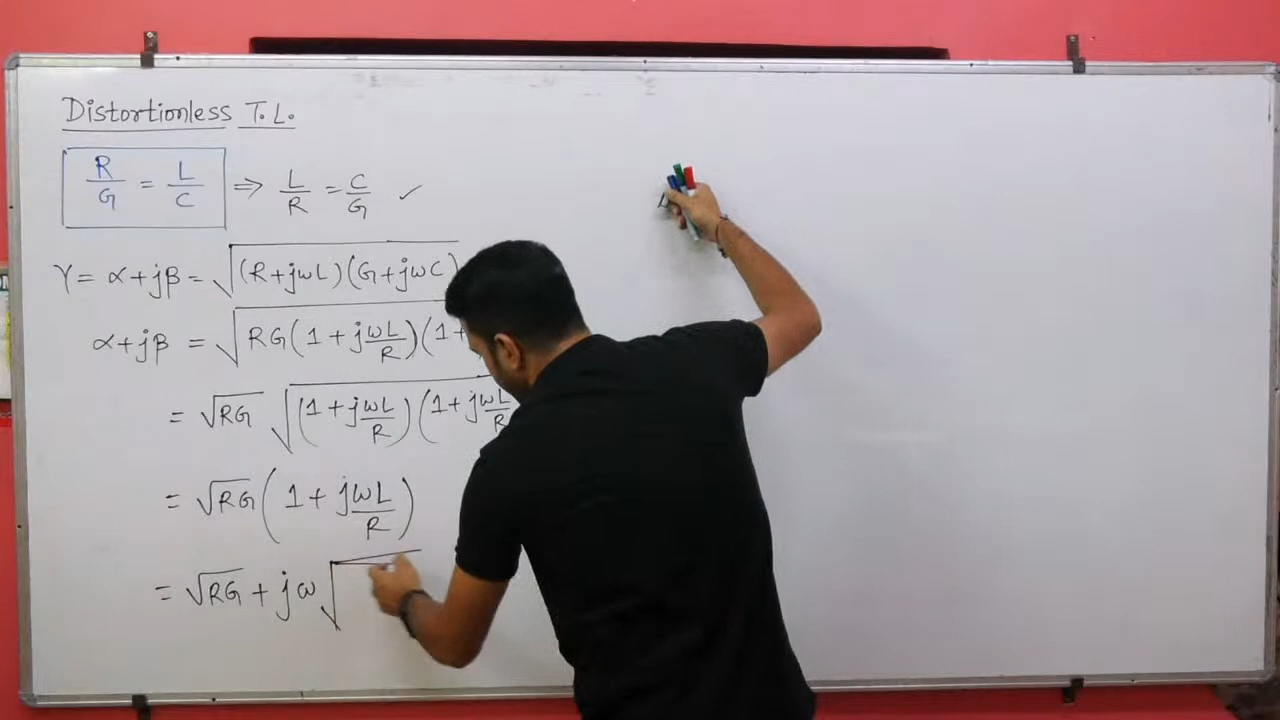 Distortionless T.L.
R/G = L/C ⇒ L/R = C/G ✓
γ = α+jβ = √(R+jωL)(G+jωC)
α+jβ = √RG(1+jωL/R)(1+
= √RG √(1+jωL/R)(1+jωL/R
= √RG (1+jωL/R)
= √RG + jω√